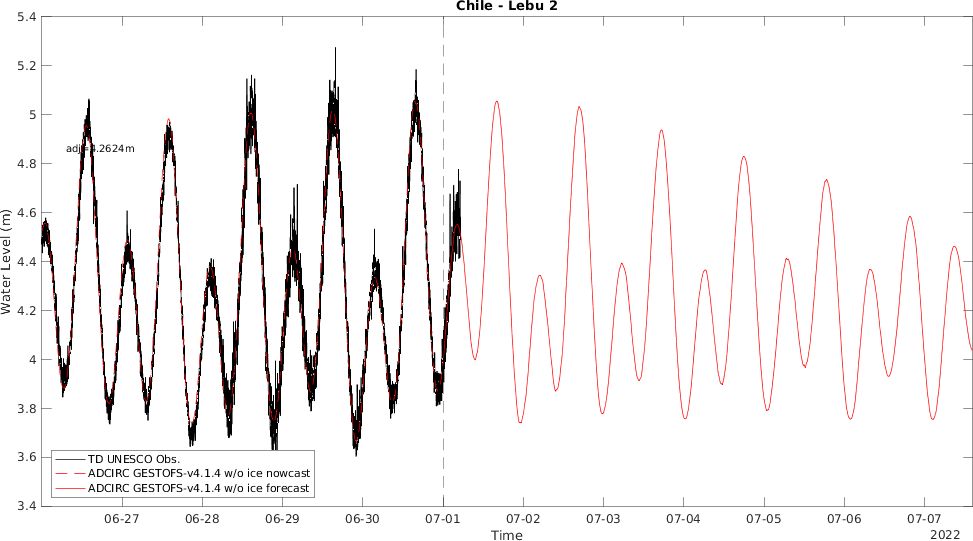 Chile - Lebu 2
5.4
5.2
5
4.8
4.6
4.4
4.2
4
3.8
3.6
3.4
Water Level (m)
adj=4.2624m
TD UNESCO Obs.
ADCIRC GESTOFS-v4.1.4 w/o ice nowcast
ADCIRC GESTOFS-v4.1.4 w/o ice forecast
06-27 06-28 06-29 06-30 07-01 07-02 07-03 07-04 07-05 07-06 07-07
Time
2022